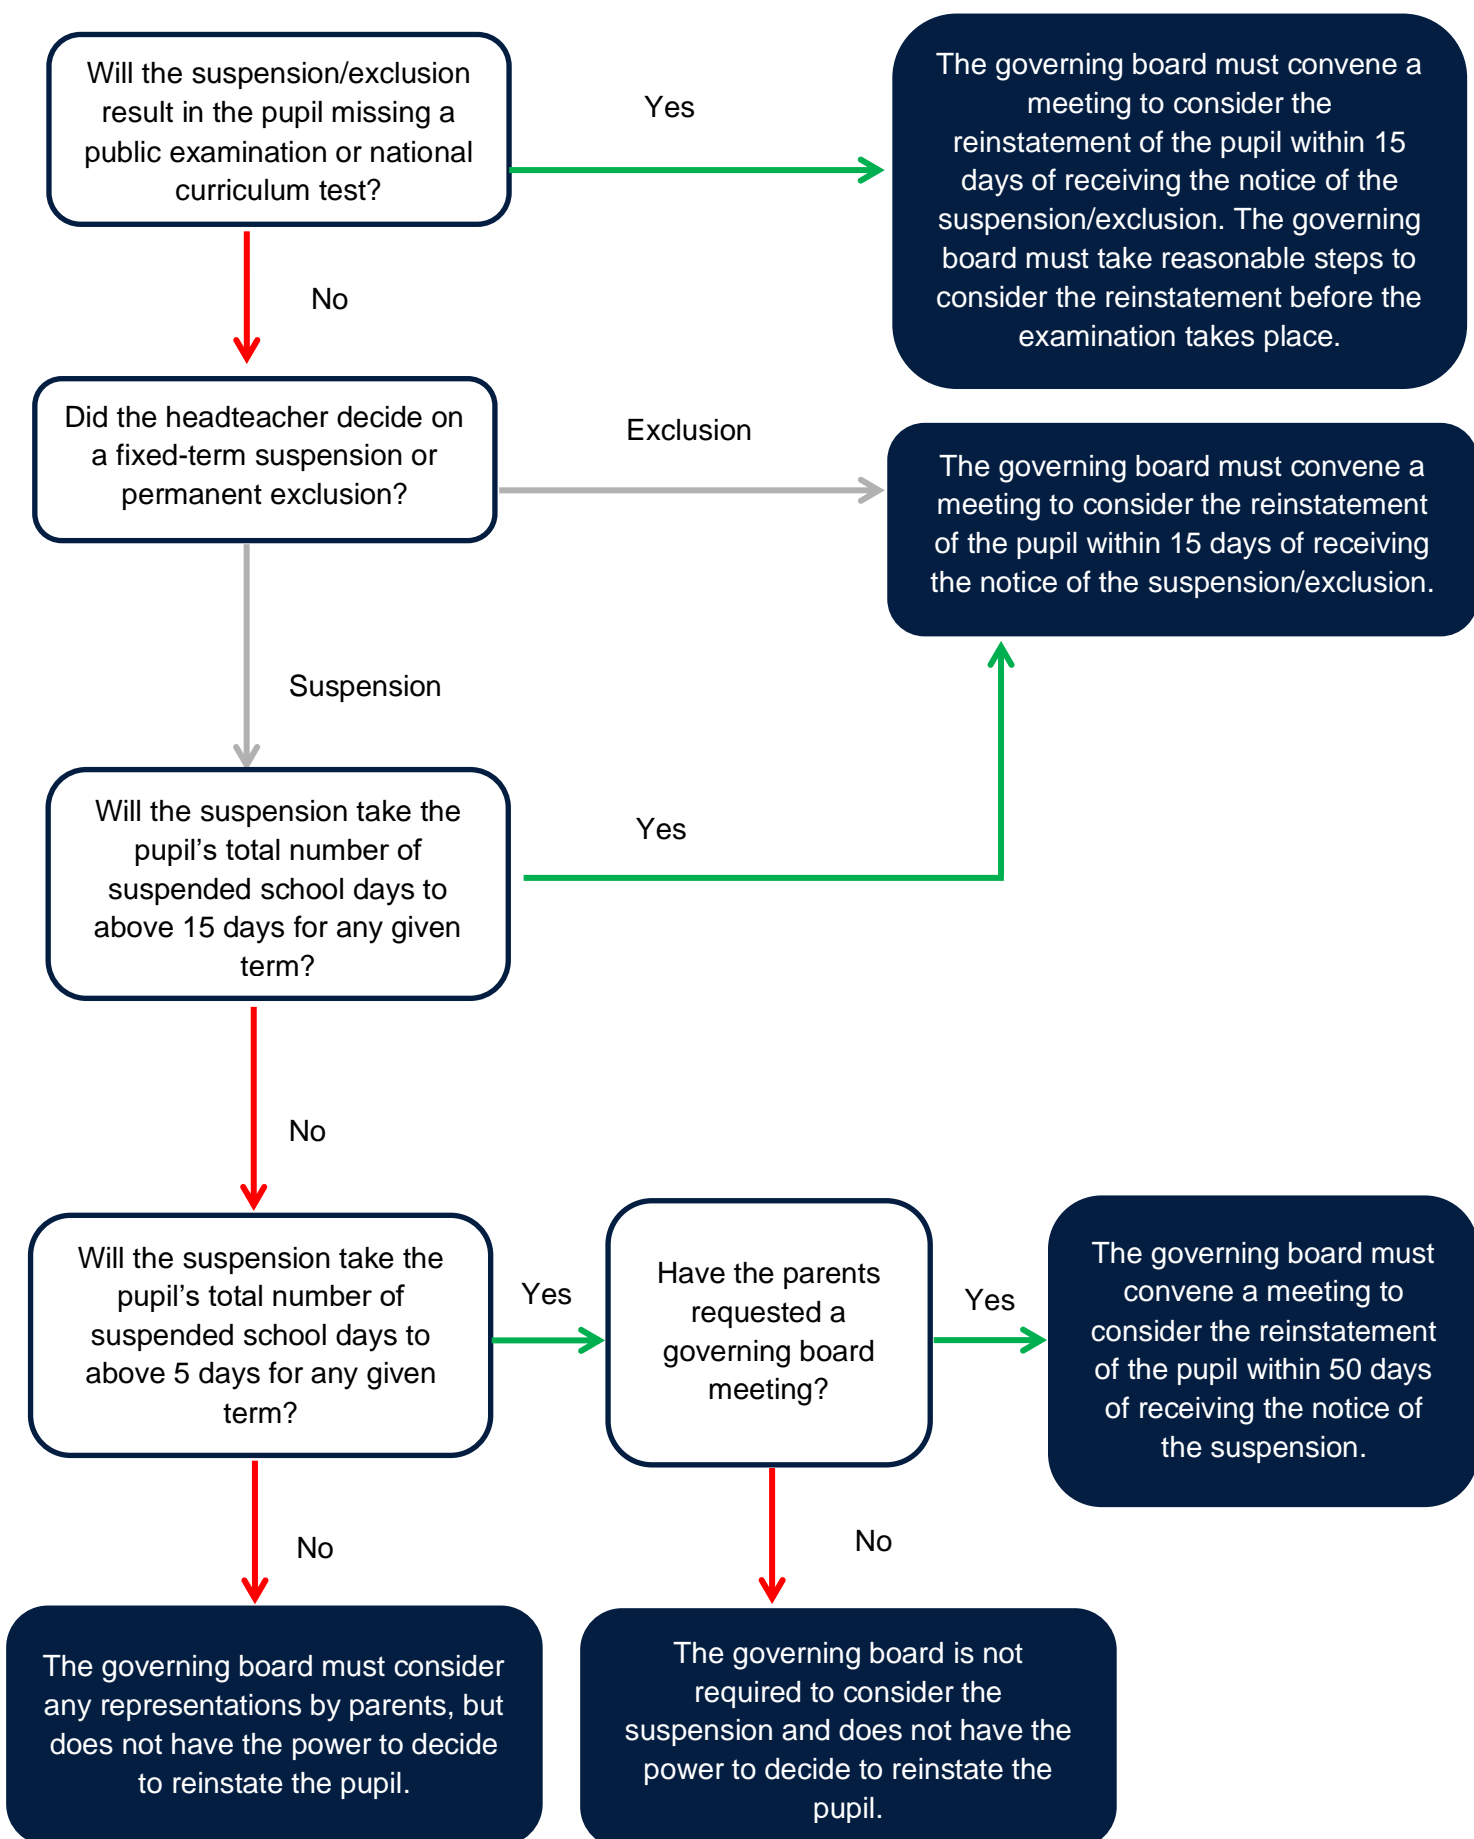 Will the suspension/exclusion
result in the pupil missing a
public examination or national
curriculum test?
Yes
The governing board must convene a
meeting to consider the
reinstatement of the pupil within 15
days of receiving the notice of the
suspension/exclusion. The governing
board must take reasonable steps to
consider the reinstatement before the
examination takes place.
No
Did the headteacher decide on
a fixed-term suspension or
permanent exclusion?
Exclusion
The governing board must convene a
meeting to consider the reinstatement
of the pupil within 15 days of receiving
the notice of the suspension/exclusion.
Suspension
Will the suspension take the
pupil’s total number of
suspended school days to
above 15 days for any given
term?
Yes
No
Will the suspension take the
pupil’s total number of
suspended school days to
above 5 days for any given
term?
Yes
Have the parents
requested a
governing board
meeting?
Yes
The governing board must
convene a meeting to
consider the reinstatement
of the pupil within 50 days
of receiving the notice of
the suspension.
No
No
The governing board must consider
any representations by parents, but
does not have the power to decide
to reinstate the pupil.
The governing board is not
required to consider the
suspension and does not have the
power to decide to reinstate the
pupil.